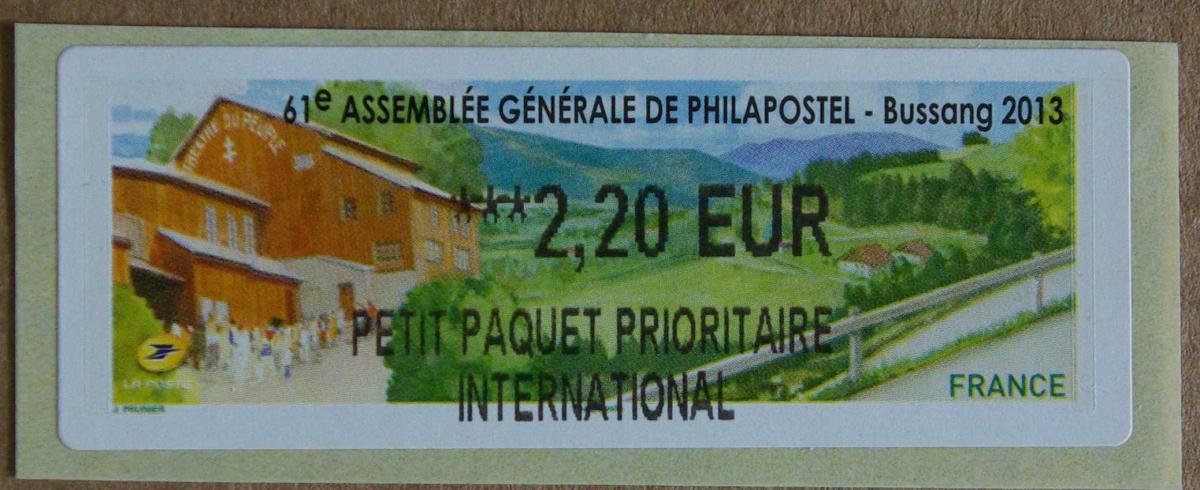 61e ASSEMBLÉE GÉNÉRALE DE PHILAPOSTEL - Bussang 2013
THEATRE DU PEUPLE
***2,20 EUR
PETIT PAQUET PRIORITAIRE
INTERNATIONAL
LA POSTE
FRANCE